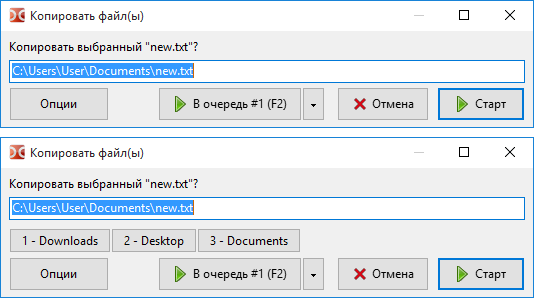 Копировать файл(ы)
Копировать выбранный "new.txt"?
C:\Users\User\Documents\new.txt
Опции В очередь #1 (F2) Отмена Старт
Копировать файл(ы)
Копировать выбранный "new.txt"?
C:\Users\User\Documents\new.txt
1 - Downloads 2 - Desktop 3 - Documents
Опции В очередь #1 (F2) Отмена Старт